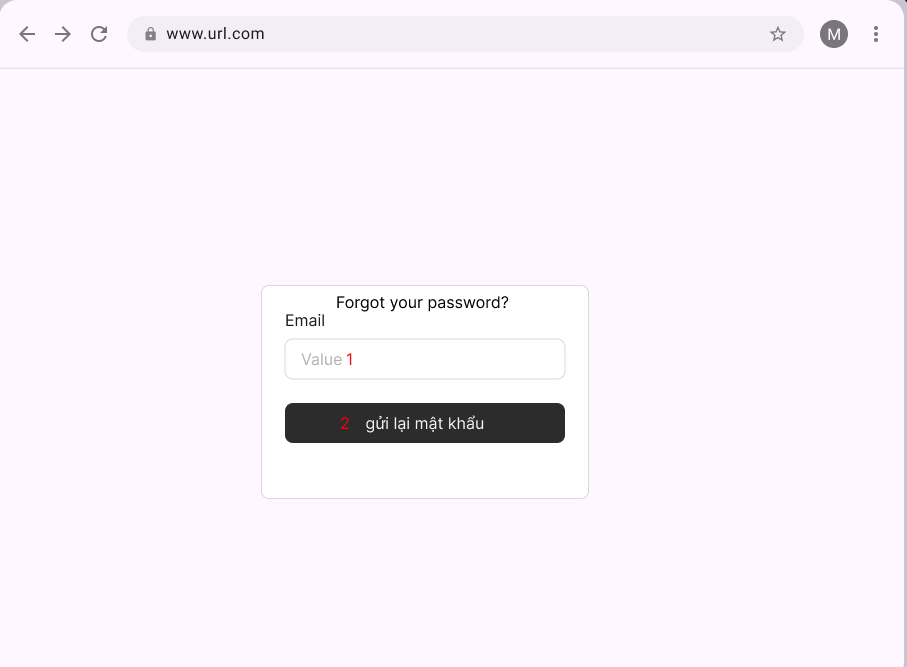 www.url.com
M
Forgot your password?
Email
Value 1
2 gửi lại mật khẩu